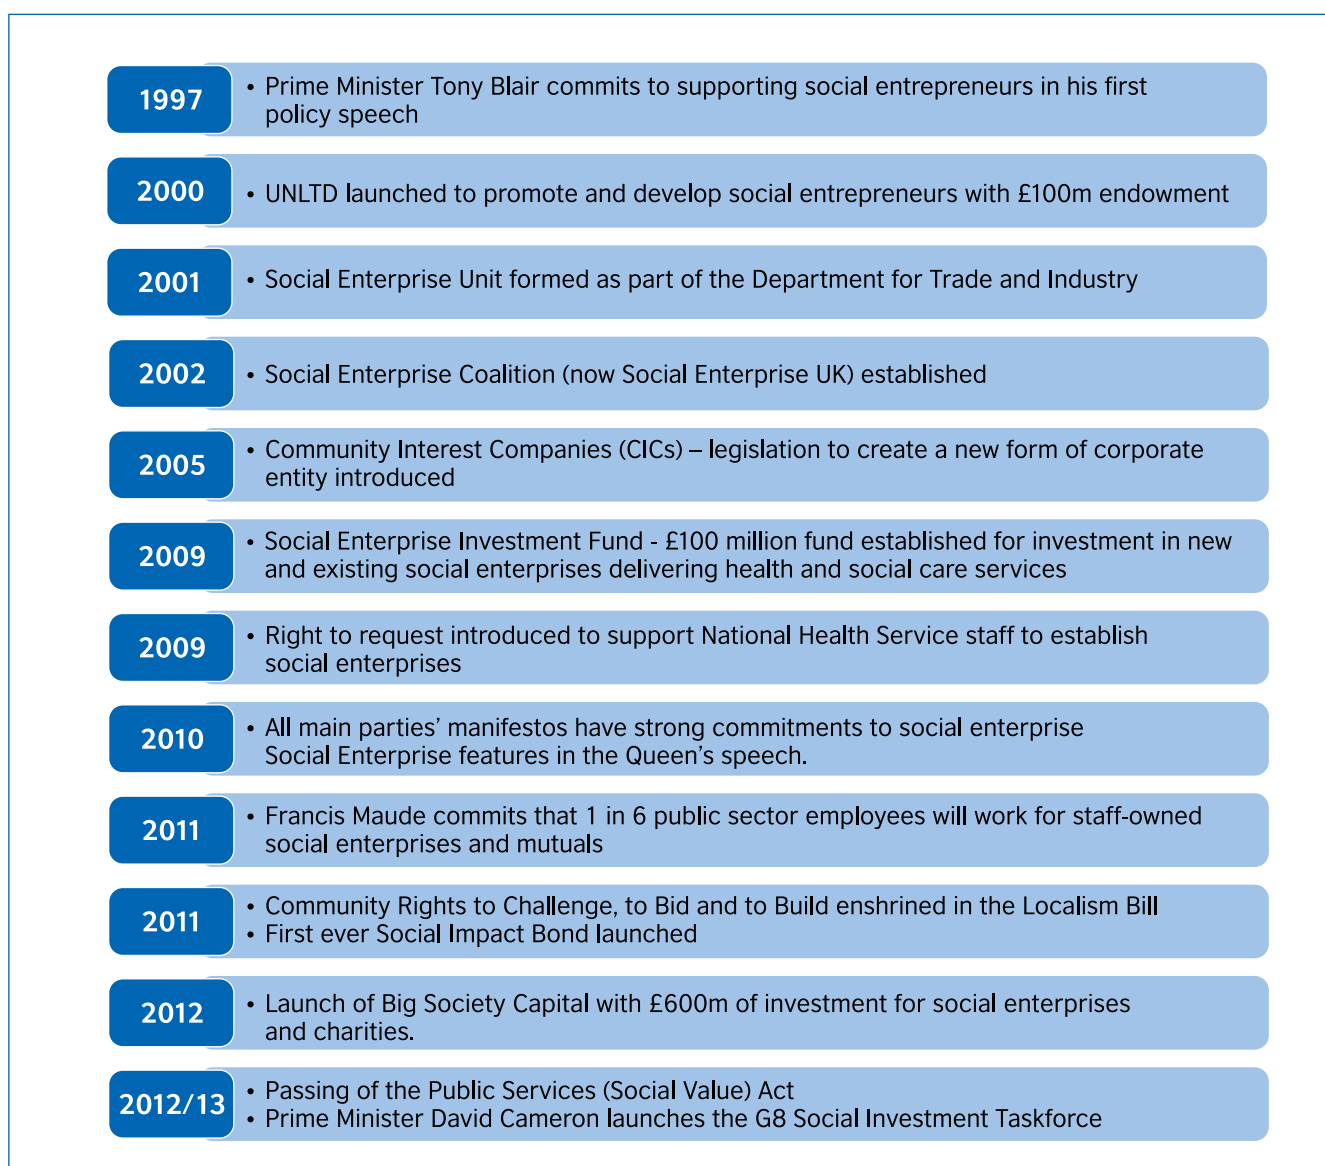 1997
• Prime Minister Tony Blair commits to supporting social entrepreneurs in his first
policy speech
2000
• UNLTD launched to promote and develop social entrepreneurs with £100m endowment
2001
• Social Enterprise Unit formed as part of the Department for Trade and Industry
2002
• Social Enterprise Coalition (now Social Enterprise UK) established
2005
• Community Interest Companies (CICs) – legislation to create a new form of corporate
entity introduced
2009
• Social Enterprise Investment Fund - £100 million fund established for investment in new
and existing social enterprises delivering health and social care services
2009
• Right to request introduced to support National Health Service staff to establish
social enterprises
2010
• All main parties’ manifestos have strong commitments to social enterprise
Social Enterprise features in the Queen’s speech.
2011
• Francis Maude commits that 1 in 6 public sector employees will work for staff-owned
social enterprises and mutuals
2011
• Community Rights to Challenge, to Bid and to Build enshrined in the Localism Bill
• First ever Social Impact Bond launched
2012
• Launch of Big Society Capital with £600m of investment for social enterprises
and charities.
2012/13
• Passing of the Public Services (Social Value) Act
• Prime Minister David Cameron launches the G8 Social Investment Taskforce